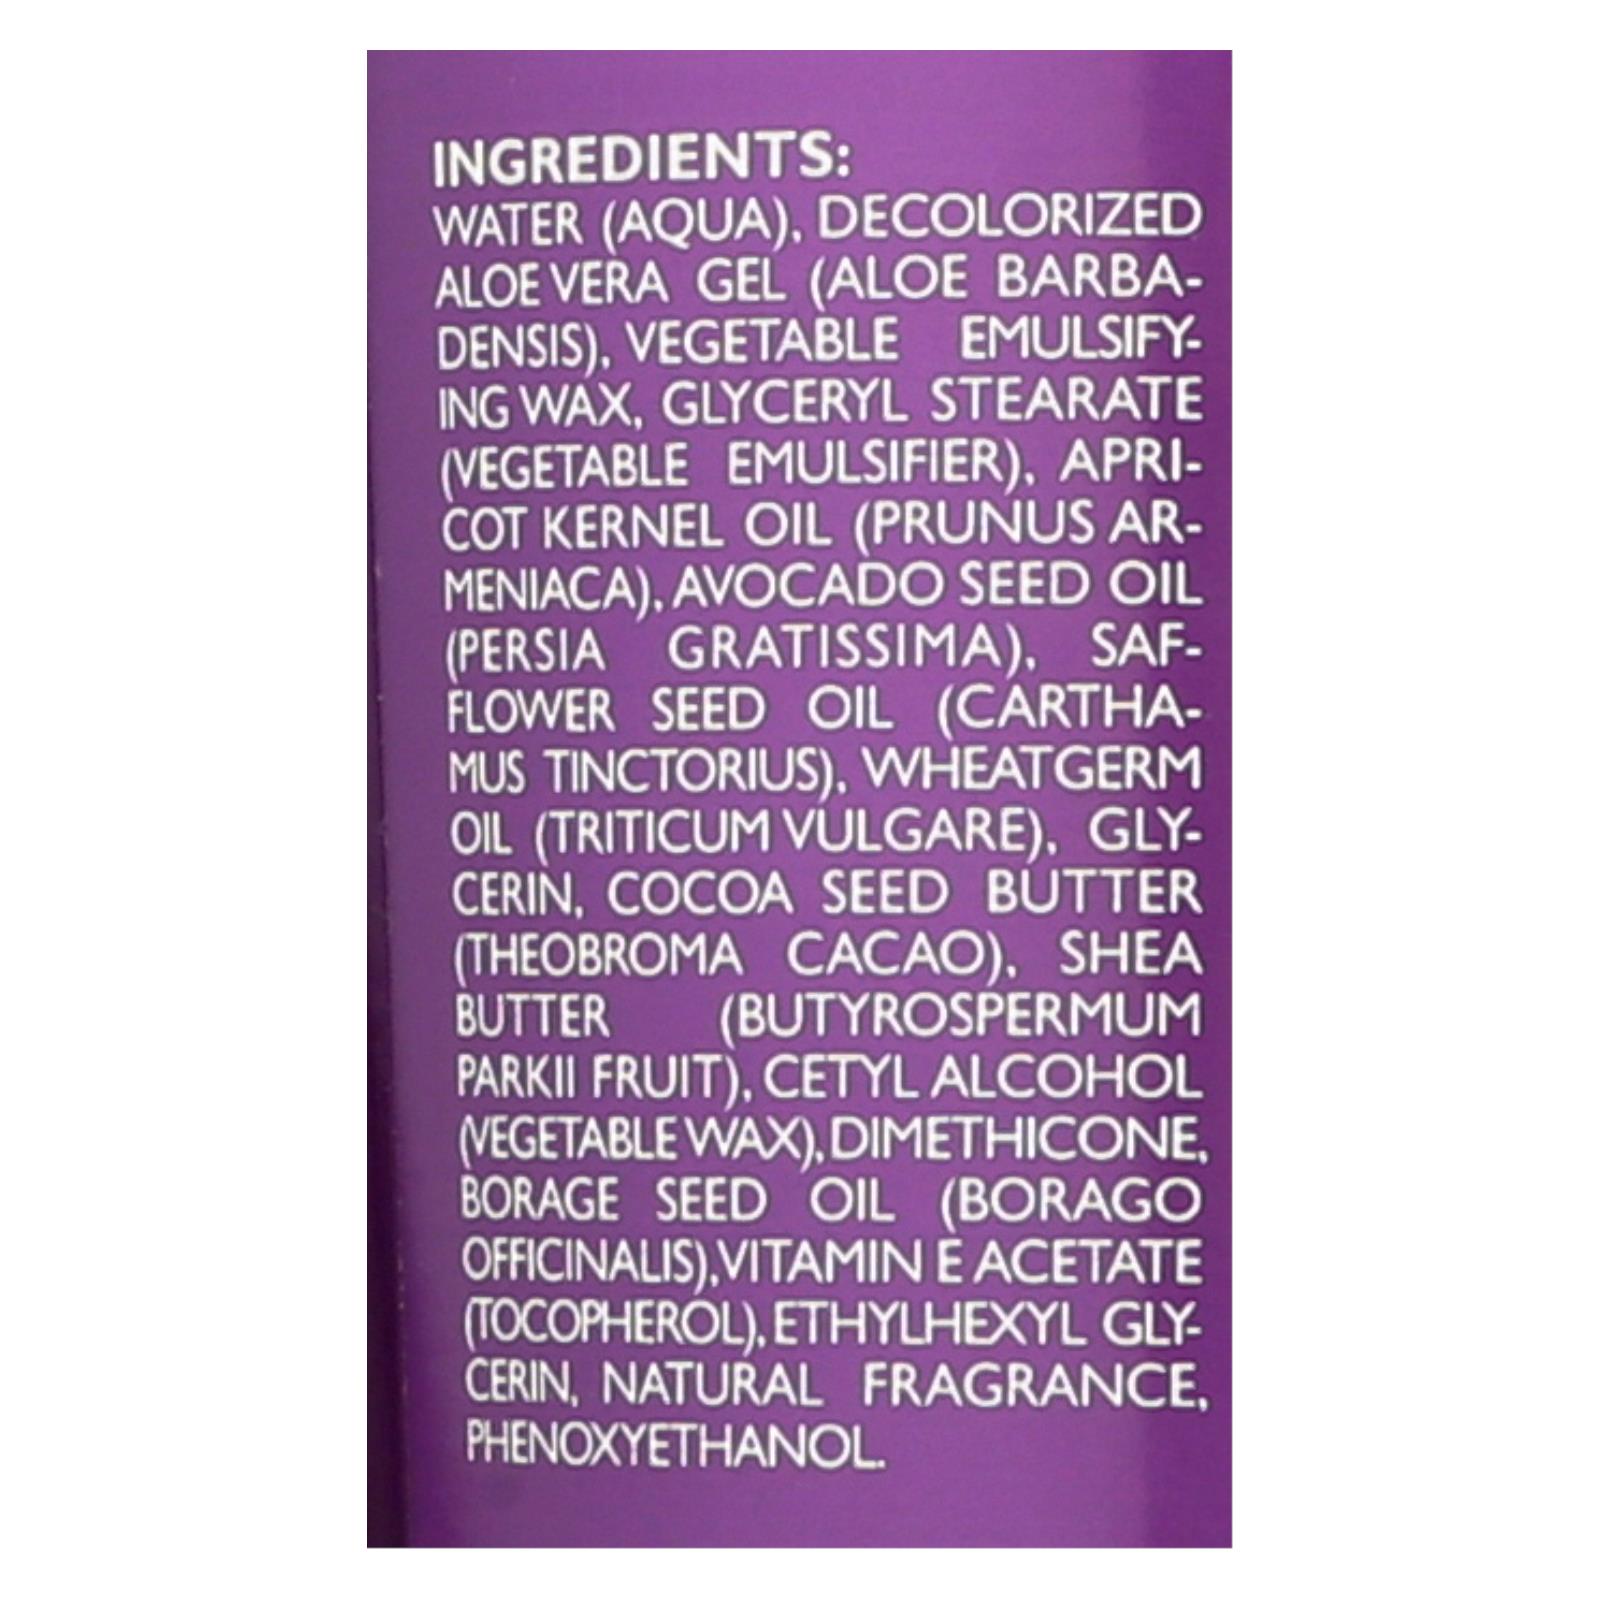 INGREDIENTS:
WATER (AQUA), DECOLORIZED
ALOE VERA GEL (ALOE BARBA-
DENSIS), VEGETABLE EMULSIFY-
ING WAX, GLYCERYL STEARATE
(VEGETABLE EMULSIFIER), APRI-
COT KERNEL OIL (PRUNUS AR-
MENIACA), AVOCADO SEED OIL
(PERSIA GRATISSIMA), SAF-
FLOWER SEED OIL (CARTHA-
MUS TINCTORIUS), WHEATGERM
OIL (TRITICUM VULGARE), GLY-
CERIN, COCOA SEED BUTTER
(THEOBROMA CACAO), SHEA
BUTTER (BUTYROSPERMUM
PARKII FRUIT), CETYL ALCOHOL
(VEGETABLE WAX), DIMETHICONE,
BORAGE SEED OIL (BORAGO
OFFICINALIS), VITAMIN E ACETATE
(TOCOPHEROL), ETHYLHEXYL GLY-
CERIN, NATURAL FRAGRANCE,
PHENOXYETHANOL.